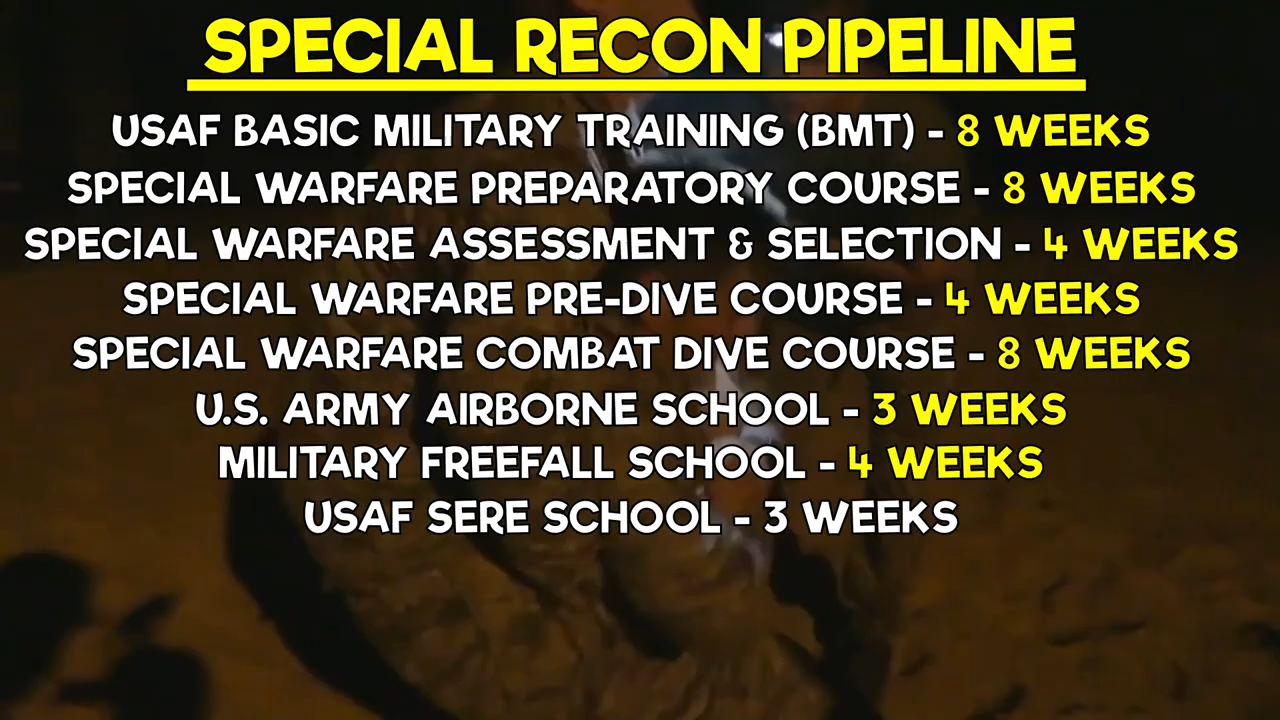 SPECIAL RECON PIPELINE
USAF BASIC MILITARY TRAINING (BMT) - 8 WEEKS
SPECIAL WARFARE PREPARATORY COURSE - 8 WEEKS
SPECIAL WARFARE ASSESSMENT & SELECTION - 4 WEEKS
SPECIAL WARFARE PRE-DIVE COURSE - 4 WEEKS
SPECIAL WARFARE COMBAT DIVE COURSE - 8 WEEKS
U.S. ARMY AIRBORNE SCHOOL - 3 WEEKS
MILITARY FREEFALL SCHOOL - 4 WEEKS
USAF SERE SCHOOL - 3 WEEKS